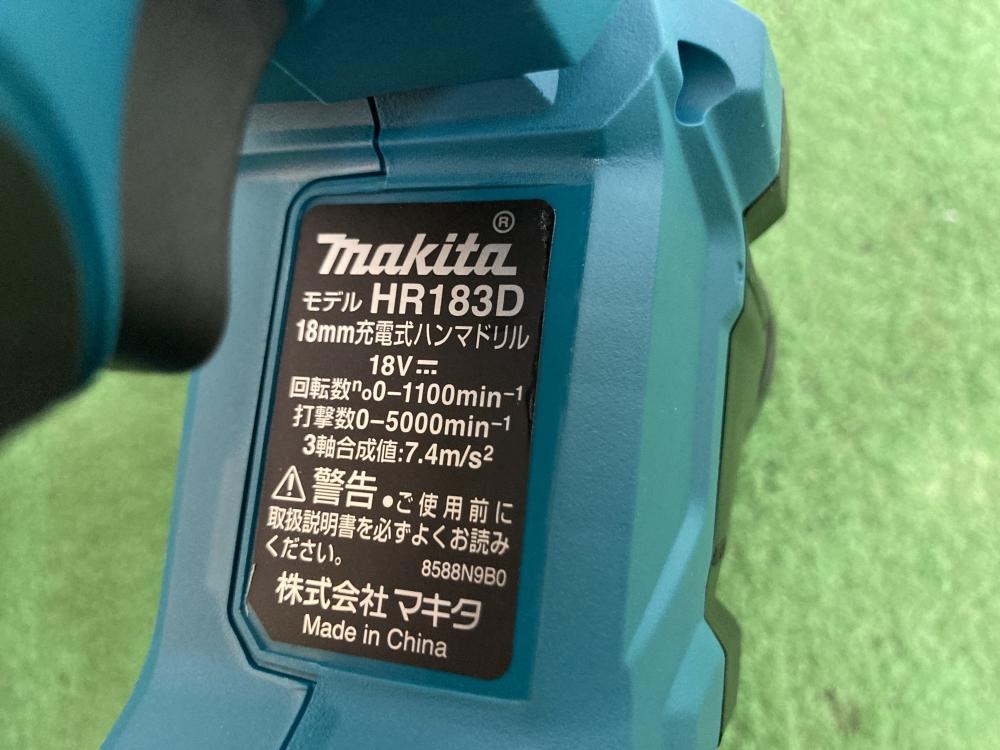 makita®
モデル HR183D
18mm充電式ハンマドリル
18V⎓
回転数n₀0−1100min⁻¹
打撃数0−5000min⁻¹
3軸合成値:7.4m/s²
⚠警告 ●ご使用前に
取扱説明書を必ずよくお読み
ください。
8588N9B0
株式会社 マキタ
Made in China